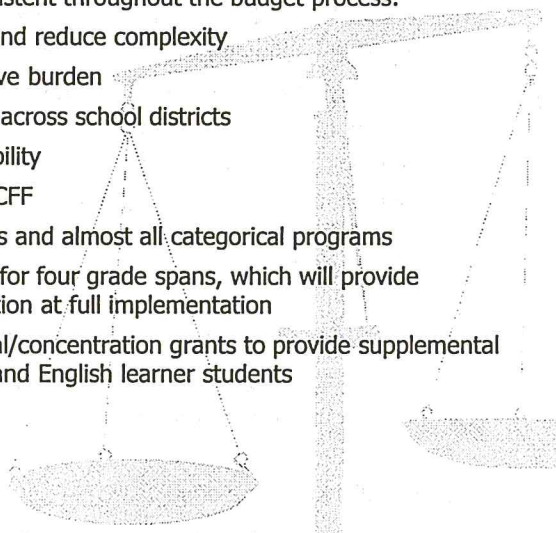 istent throughout the budget process:
nd reduce complexity
ve burden
across school districts
bility
CFF
s and almost all categorical programs
for four grade spans, which will provide
tion at full implementation
al/concentration grants to provide supplemental
and English learner students